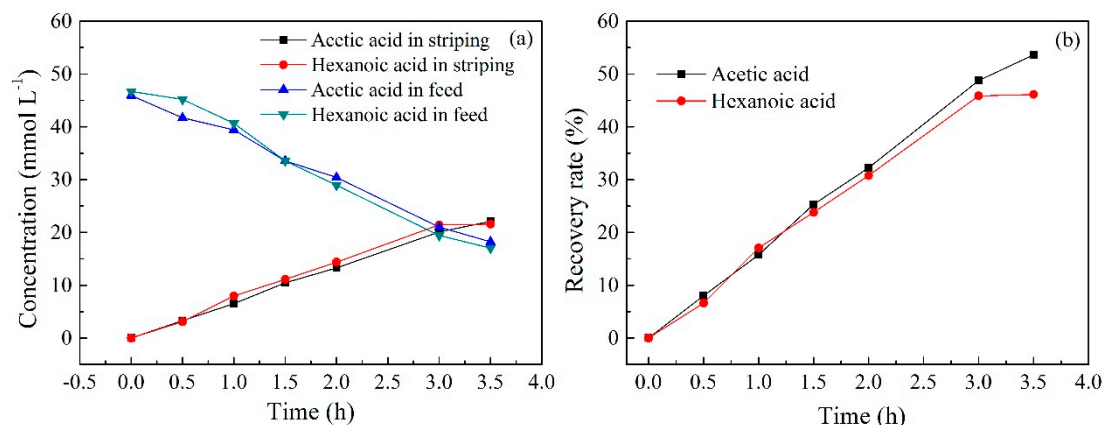 60
50
40
30
20
10
0
Concentration (mmol L⁻¹)
Acetic acid in striping
Hexanoic acid in striping
Acetic acid in feed
Hexanoic acid in feed
(a)
-0.5 0.0 0.5 1.0 1.5 2.0 2.5 3.0 3.5 4.0
Time (h)
60
50
40
30
20
10
0
Recovery rate (%)
(b)
Acetic acid
Hexanoic acid
0.0 0.5 1.0 1.5 2.0 2.5 3.0 3.5 4.0
Time (h)